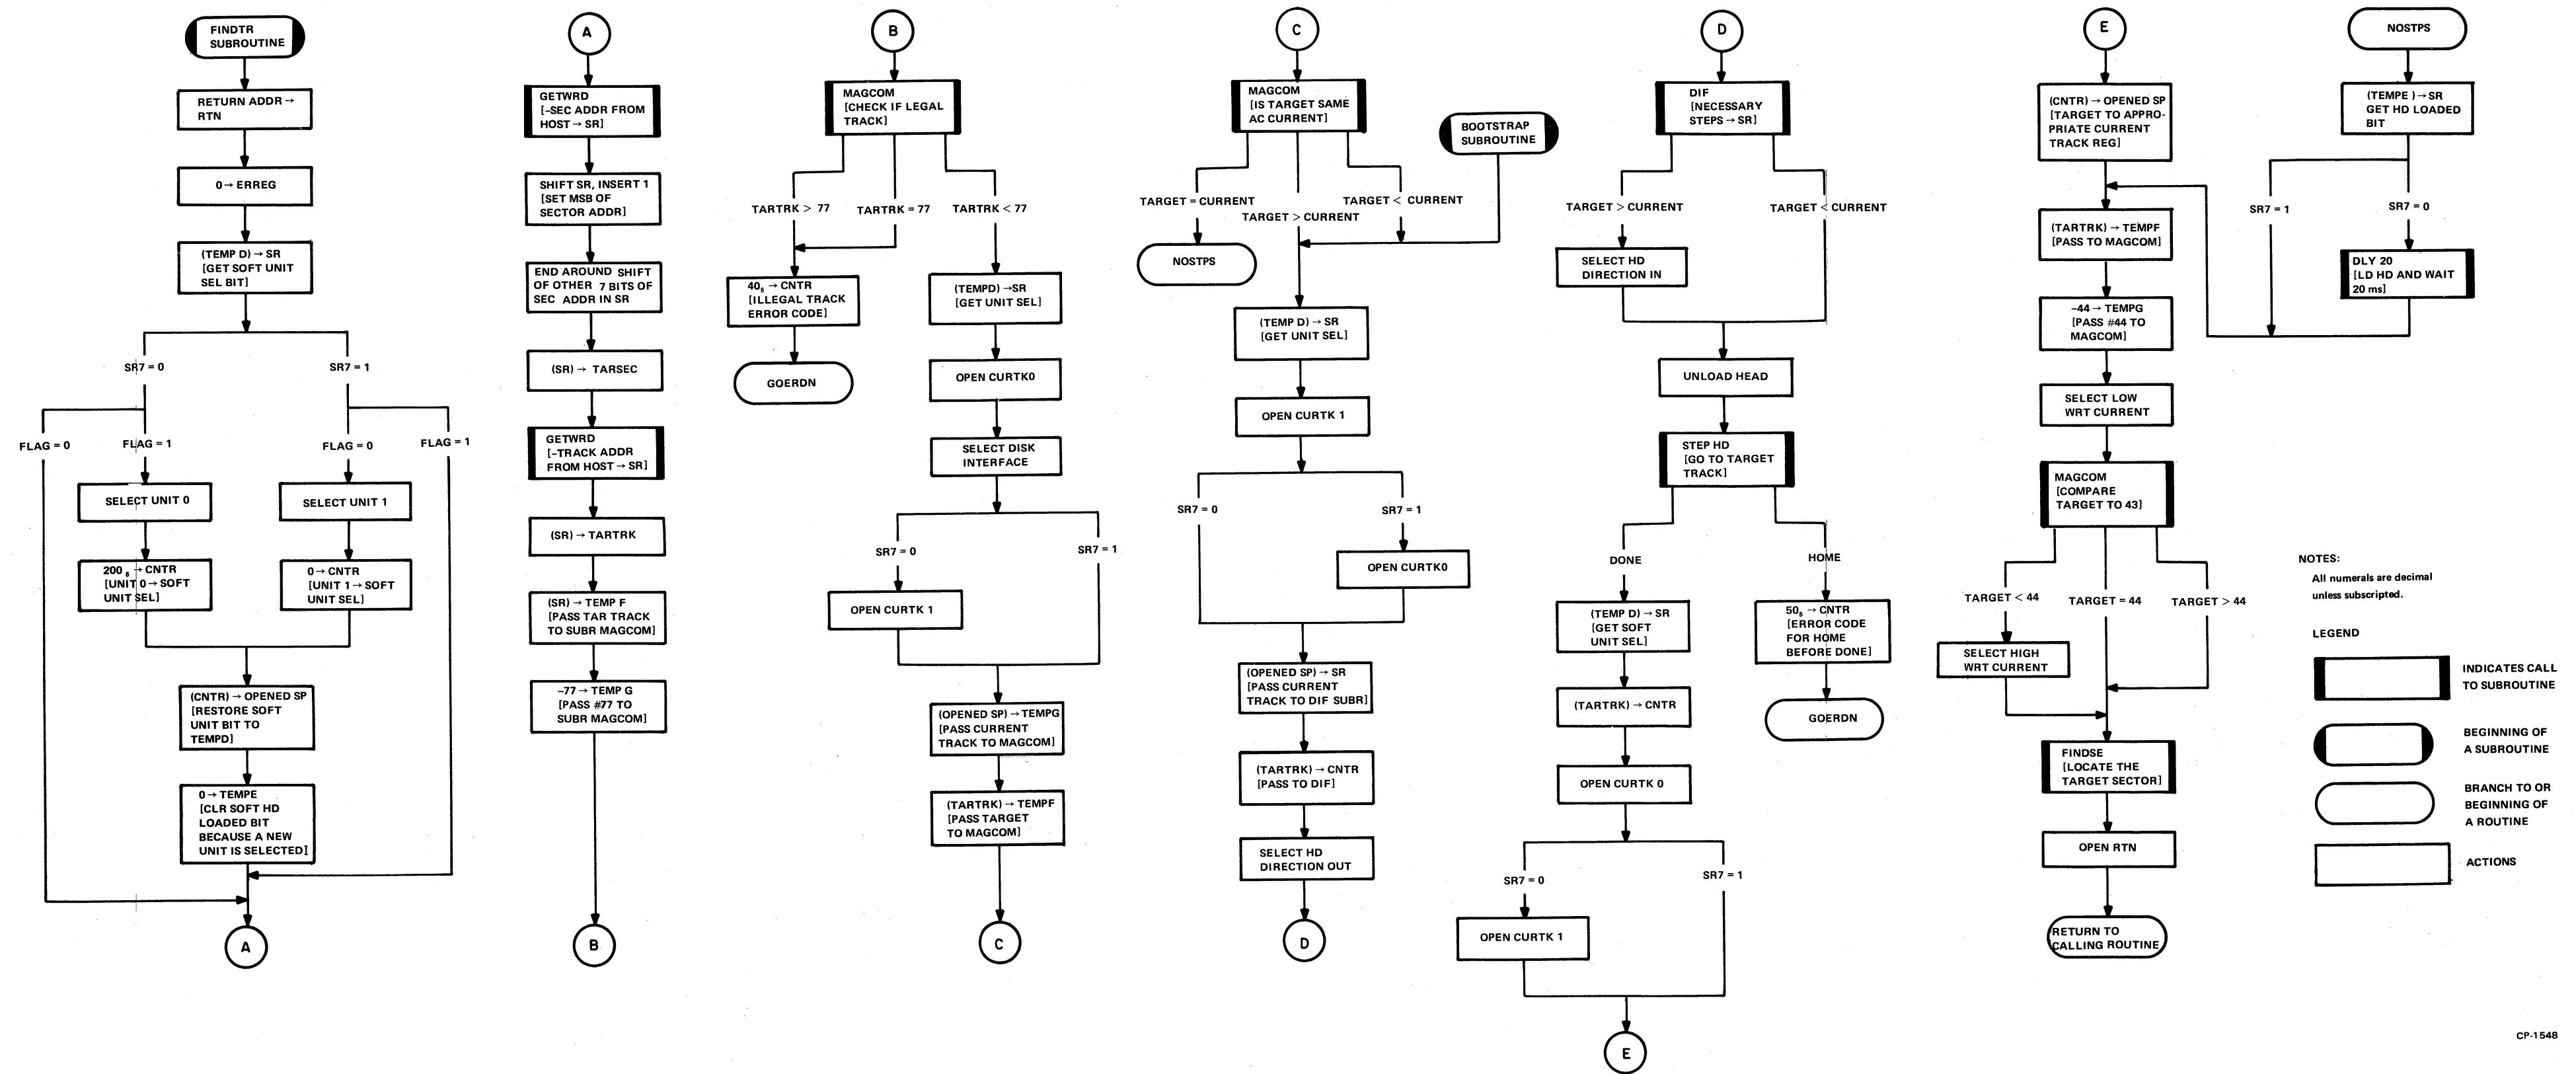 FINDTR
SUBROUTINE
RETURN ADDR →
RTN
0 → ERREG
(TEMP D) → SR
[GET SOFT UNIT
SEL BIT]
SR7 = 0
SR7 = 1
FLAG = 0
FLAG = 1
FLAG = 0
FLAG = 1
SELECT UNIT 0
SELECT UNIT 1
200₈ → CNTR
[UNIT 0 → SOFT
UNIT SEL]
0 → CNTR
[UNIT 1 → SOFT
UNIT SEL]
(CNTR) → OPENED SP
[RESTORE SOFT
UNIT BIT TO
TEMPD]
0 → TEMPE
[CLR SOFT HD
LOADED BIT
BECAUSE A NEW
UNIT IS SELECTED]
A
A
GETWRD
[–SEC ADDR FROM
HOST → SR]
SHIFT SR, INSERT 1
[SET MSB OF
SECTOR ADDR]
END AROUND SHIFT
OF OTHER 7 BITS OF
SEC ADDR IN SR
(SR) → TARSEC
GETWRD
[–TRACK ADDR
FROM HOST → SR]
(SR) → TARTRK
(SR) → TEMP F
[PASS TAR TRACK
TO SUBR MAGCOM]
–77 → TEMP G
[PASS #77 TO
SUBR MAGCOM]
B
B
MAGCOM
[CHECK IF LEGAL
TRACK]
TARTRK > 77
TARTRK = 77
TARTRK < 77
40₈ → CNTR
[ILLEGAL TRACK
ERROR CODE]
GOERDN
(TEMPD) → SR
[GET UNIT SEL]
OPEN CURTK0
SELECT DISK
INTERFACE
SR7 = 0
SR7 = 1
OPEN CURTK 1
(OPENED SP) → TEMPG
[PASS CURRENT
TRACK TO MAGCOM]
(TARTRK) → TEMPF
[PASS TARGET
TO MAGCOM]
C
C
MAGCOM
[IS TARGET SAME
AC CURRENT]
BOOTSTRAP
SUBROUTINE
TARGET = CURRENT
TARGET > CURRENT
TARGET < CURRENT
NOSTPS
(TEMP D) → SR
[GET UNIT SEL]
OPEN CURTK 1
SR7 = 0
SR7 = 1
OPEN CURTK0
(OPENED SP) → SR
[PASS CURRENT
TRACK TO DIF SUBR]
(TARTRK) → CNTR
[PASS TO DIF]
SELECT HD
DIRECTION OUT
D
D
DIF
[NECESSARY
STEPS → SR]
TARGET > CURRENT
TARGET < CURRENT
SELECT HD
DIRECTION IN
UNLOAD HEAD
STEP HD
[GO TO TARGET
TRACK]
DONE
HOME
(TEMP D) → SR
[GET SOFT
UNIT SEL]
50₈ → CNTR
[ERROR CODE
FOR HOME
BEFORE DONE]
GOERDN
(TARTRK) → CNTR
OPEN CURTK 0
SR7 = 0
SR7 = 1
OPEN CURTK 1
E
E
(CNTR) → OPENED SP
[TARGET TO APPRO-
PRIATE CURRENT
TRACK REG]
(TARTRK) → TEMPF
[PASS TO MAGCOM]
–44 → TEMPG
[PASS #44 TO
MAGCOM]
SELECT LOW
WRT CURRENT
MAGCOM
[COMPARE
TARGET TO 43]
TARGET < 44
TARGET = 44
TARGET > 44
SELECT HIGH
WRT CURRENT
FINDSE
[LOCATE THE
TARGET SECTOR]
OPEN RTN
RETURN TO
CALLING ROUTINE
NOSTPS
(TEMPE ) → SR
GET HD LOADED
BIT
SR7 = 1
SR7 = 0
DLY 20
[LD HD AND WAIT
20 ms]
NOTES:
All numerals are decimal
unless subscripted.
LEGEND
INDICATES CALL
TO SUBROUTINE
BEGINNING OF
A SUBROUTINE
BRANCH TO OR
BEGINNING OF
A ROUTINE
ACTIONS
CP-1548